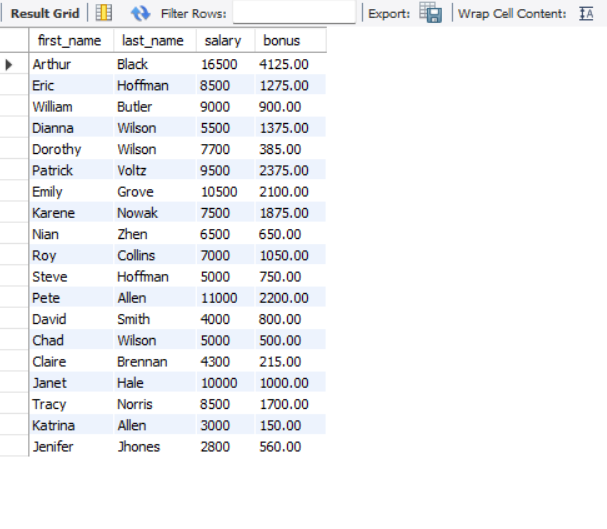 Result Grid Filter Rows: Export: Wrap Cell Content: IA
first_name last_name salary bonus
Arthur Black 16500 4125.00
Eric Hoffman 8500 1275.00
William Butler 9000 900.00
Dianna Wilson 5500 1375.00
Dorothy Wilson 7700 385.00
Patrick Voltz 9500 2375.00
Emily Grove 10500 2100.00
Karene Nowak 7500 1875.00
Nian Zhen 6500 650.00
Roy Collins 7000 1050.00
Steve Hoffman 5000 750.00
Pete Allen 11000 2200.00
David Smith 4000 800.00
Chad Wilson 5000 500.00
Claire Brennan 4300 215.00
Janet Hale 10000 1000.00
Tracy Norris 8500 1700.00
Katrina Allen 3000 150.00
Jenifer Jhones 2800 560.00